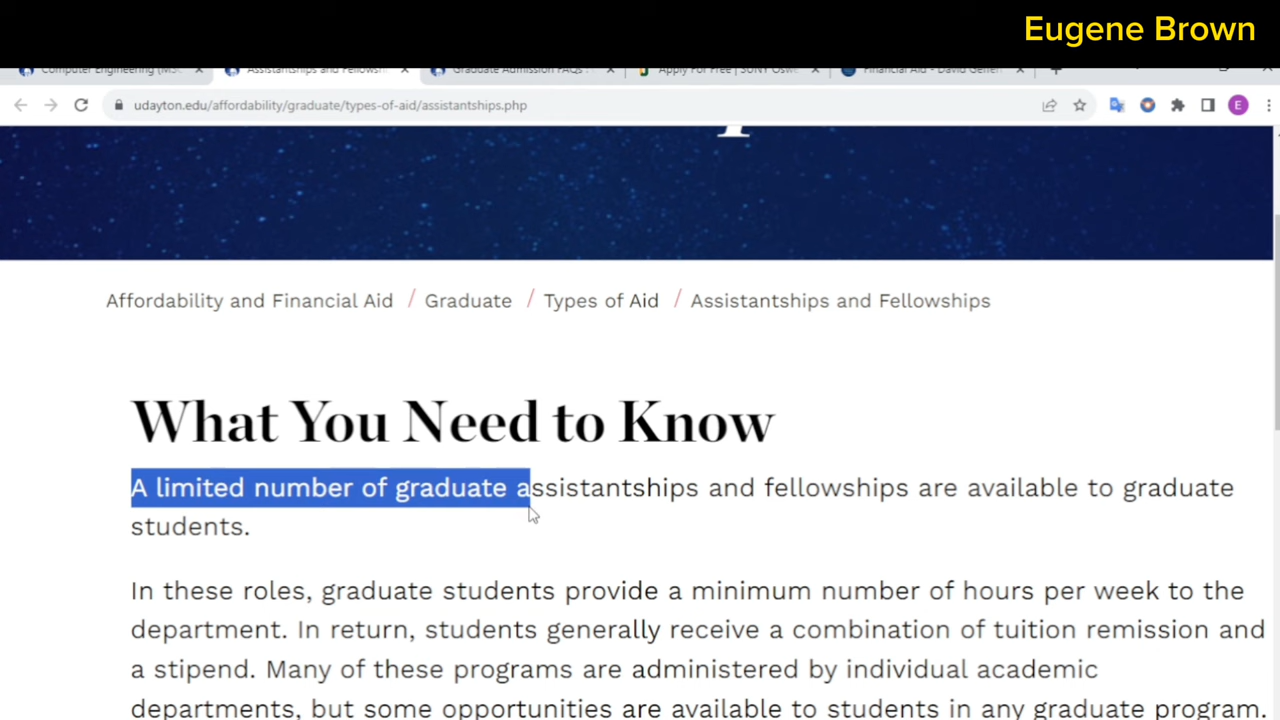 Eugene Brown
Computer Engineering (MSC
Assistantships and Fellowsh
Graduate Admission FAQs
Apply For Free | SUNY Oswe
Financial Aid - David Geffen
udayton.edu/affordability/graduate/types-of-aid/assistantships.php
E
Affordability and Financial Aid / Graduate / Types of Aid / Assistantships and Fellowships
What You Need to Know
A limited number of graduate assistantships and fellowships are available to graduate
students.
In these roles, graduate students provide a minimum number of hours per week to the
department. In return, students generally receive a combination of tuition remission and
a stipend. Many of these programs are administered by individual academic
departments, but some opportunities are available to students in any graduate program.